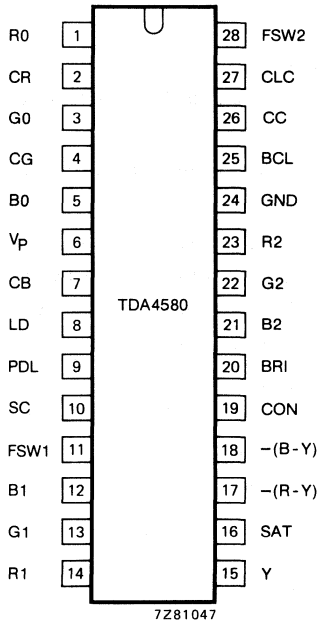 R0 1 28 FSW2
CR 2 27 CLC
G0 3 26 CC
CG 4 25 BCL
B0 5 24 GND
VP 6 23 R2
CB 7 22 G2
TDA4580
LD 8 21 B2
PDL 9 20 BRI
SC 10 19 CON
FSW1 11 18 -(B-Y)
B1 12 17 -(R-Y)
G1 13 16 SAT
R1 14 15 Y
7Z81047